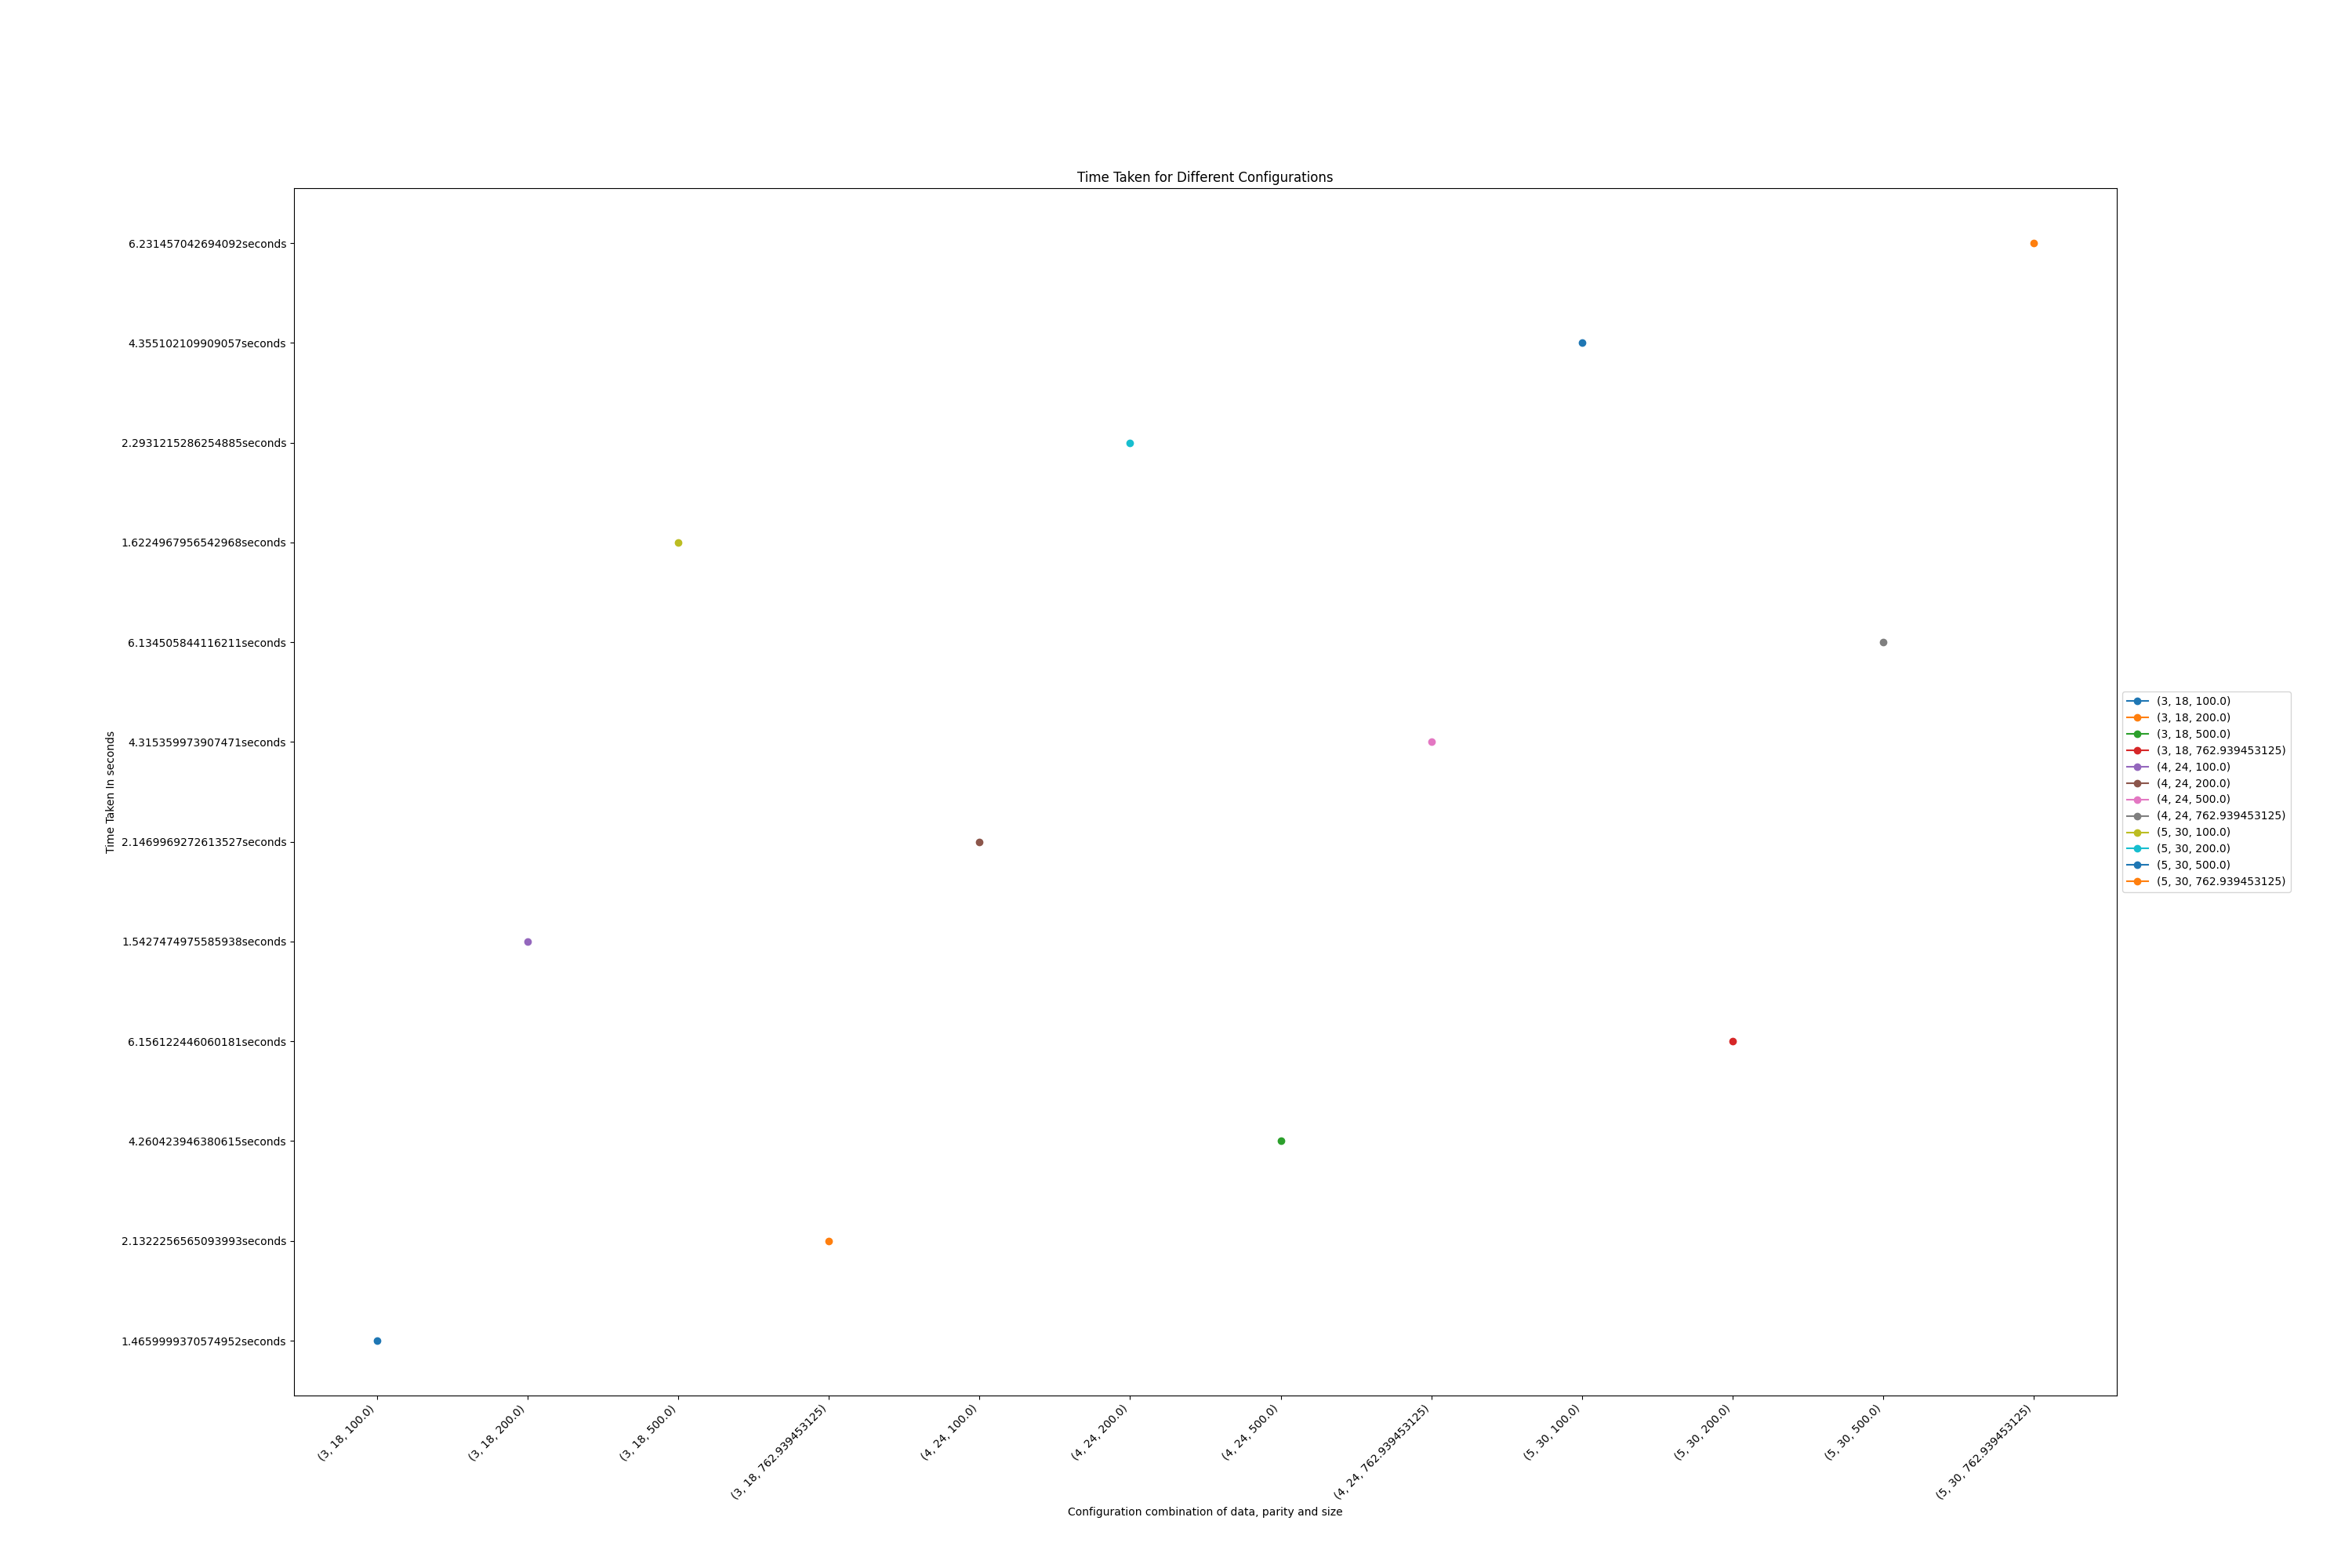 Time Taken for Different Configurations
6.231457042694092seconds
4.355102109909057seconds
2.2931215286254885seconds
1.6224967956542968seconds
6.134505844116211seconds
4.315359973907471seconds
2.1469969272613527seconds
1.5427474975585938seconds
6.156122446060181seconds
4.260423946380615seconds
2.1322256565093993seconds
1.4659999370574952seconds
Time Taken In seconds
(3, 18, 100.0)
(3, 18, 200.0)
(3, 18, 500.0)
(3, 18, 762.939453125)
(4, 24, 100.0)
(4, 24, 200.0)
(4, 24, 500.0)
(4, 24, 762.939453125)
(5, 30, 100.0)
(5, 30, 200.0)
(5, 30, 500.0)
(5, 30, 762.939453125)
Configuration combination of data, parity and size
(3, 18, 100.0)
(3, 18, 200.0)
(3, 18, 500.0)
(3, 18, 762.939453125)
(4, 24, 100.0)
(4, 24, 200.0)
(4, 24, 500.0)
(4, 24, 762.939453125)
(5, 30, 100.0)
(5, 30, 200.0)
(5, 30, 500.0)
(5, 30, 762.939453125)